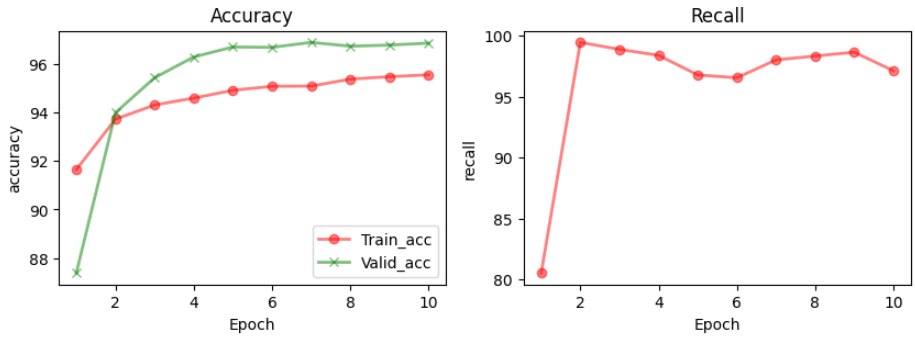 Accuracy
accuracy
96
94
92
90
88
Train_acc
Valid_acc
2 4 6 8 10
Epoch
Recall
recall
100
95
90
85
80
2 4 6 8 10
Epoch